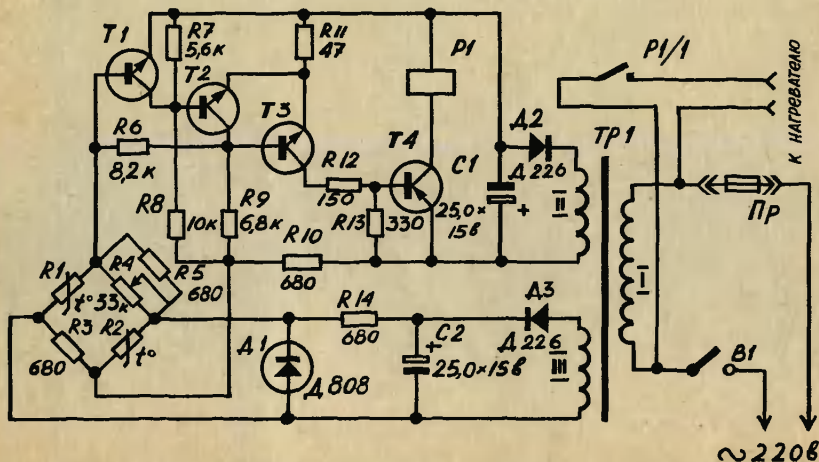 T1
R7
5,6к
T2
R11
47
T3
P1
P1/1
К НАГРЕВАТЕЛЮ
R6
8,2к
R12
150
T4
C1
Д2
Д226
ТР1
R8
10к
R9
6,8к
R13
330
25,0×
15в
+
II
I
Пр
R10
680
R1
t°
R4
33к
R5
680
R3
680
R2
t°
R14
680
Д3
Д226
III
Д1
Д808
+
C2
25,0×15в
В1
~220в